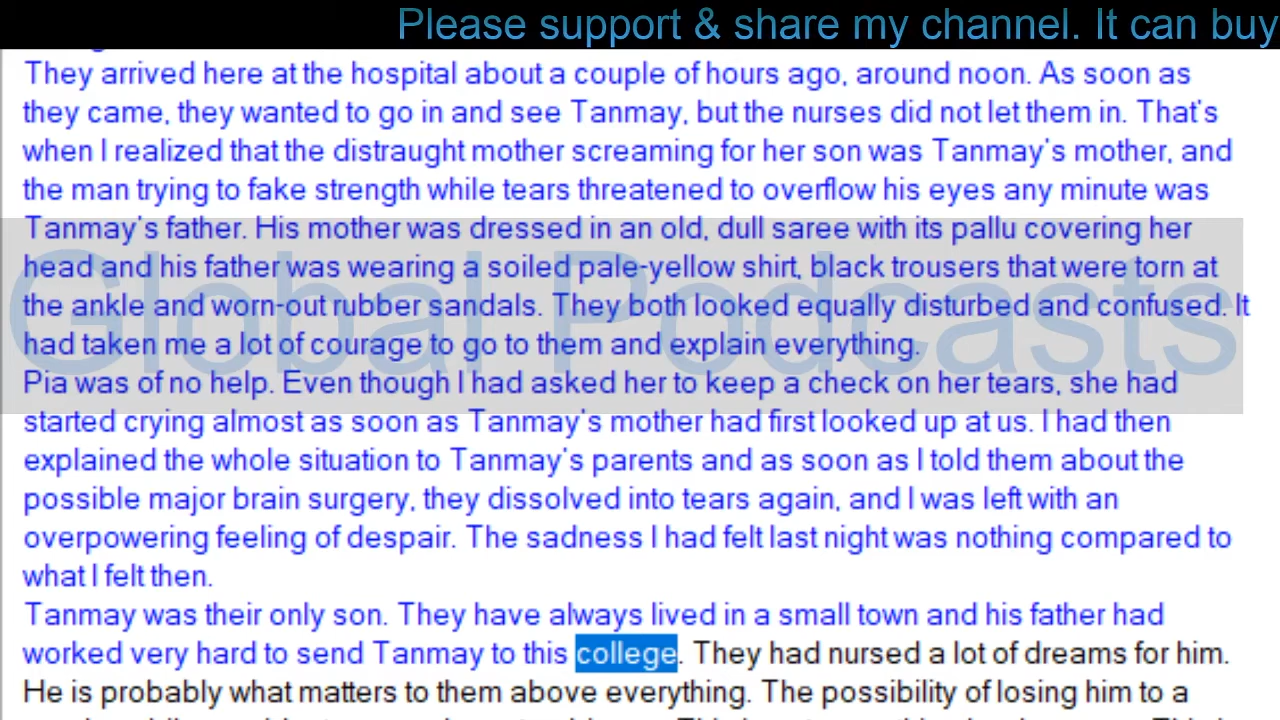 Please support & share my channel. It can buy
They arrived here at the hospital about a couple of hours ago, around noon. As soon as
they came, they wanted to go in and see Tanmay, but the nurses did not let them in. That's
when I realized that the distraught mother screaming for her son was Tanmay's mother, and
the man trying to fake strength while tears threatened to overflow his eyes any minute was
Tanmay's father. His mother was dressed in an old, dull saree with its pallu covering her
head and his father was wearing a soiled pale-yellow shirt, black trousers that were torn at
the ankle and worn-out rubber sandals. They both looked equally disturbed and confused. It
had taken me a lot of courage to go to them and explain everything.
Global Podcasts
Pia was of no help. Even though I had asked her to keep a check on her tears, she had
started crying almost as soon as Tanmay's mother had first looked up at us. I had then
explained the whole situation to Tanmay's parents and as soon as I told them about the
possible major brain surgery, they dissolved into tears again, and I was left with an
overpowering feeling of despair. The sadness I had felt last night was nothing compared to
what I felt then.
Tanmay was their only son. They have always lived in a small town and his father had
worked very hard to send Tanmay to this college. They had nursed a lot of dreams for him.
He is probably what matters to them above everything. The possibility of losing him to a